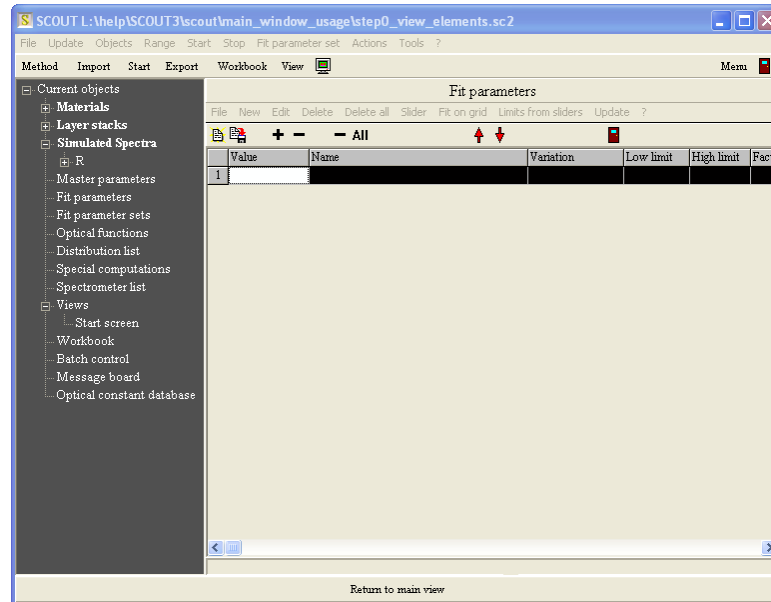 SCOUT L:\help\SCOUT3\scout\main_window_usage\step0_view_elements.sc2
File Update Objects Range Start Stop Fit parameter set Actions Tools ?
Method Import Start Export Workbook View Menu
Current objects
Materials
Layer stacks
Simulated Spectra
R
Master parameters
Fit parameters
Fit parameter sets
Optical functions
Distribution list
Special computations
Spectrometer list
Views
Start screen
Workbook
Batch control
Message board
Optical constant database
Fit parameters
File New Edit Delete Delete all Slider Fit on grid Limits from sliders Update ?
+ - - All
Value Name Variation Low limit High limit Fac
1
Return to main view